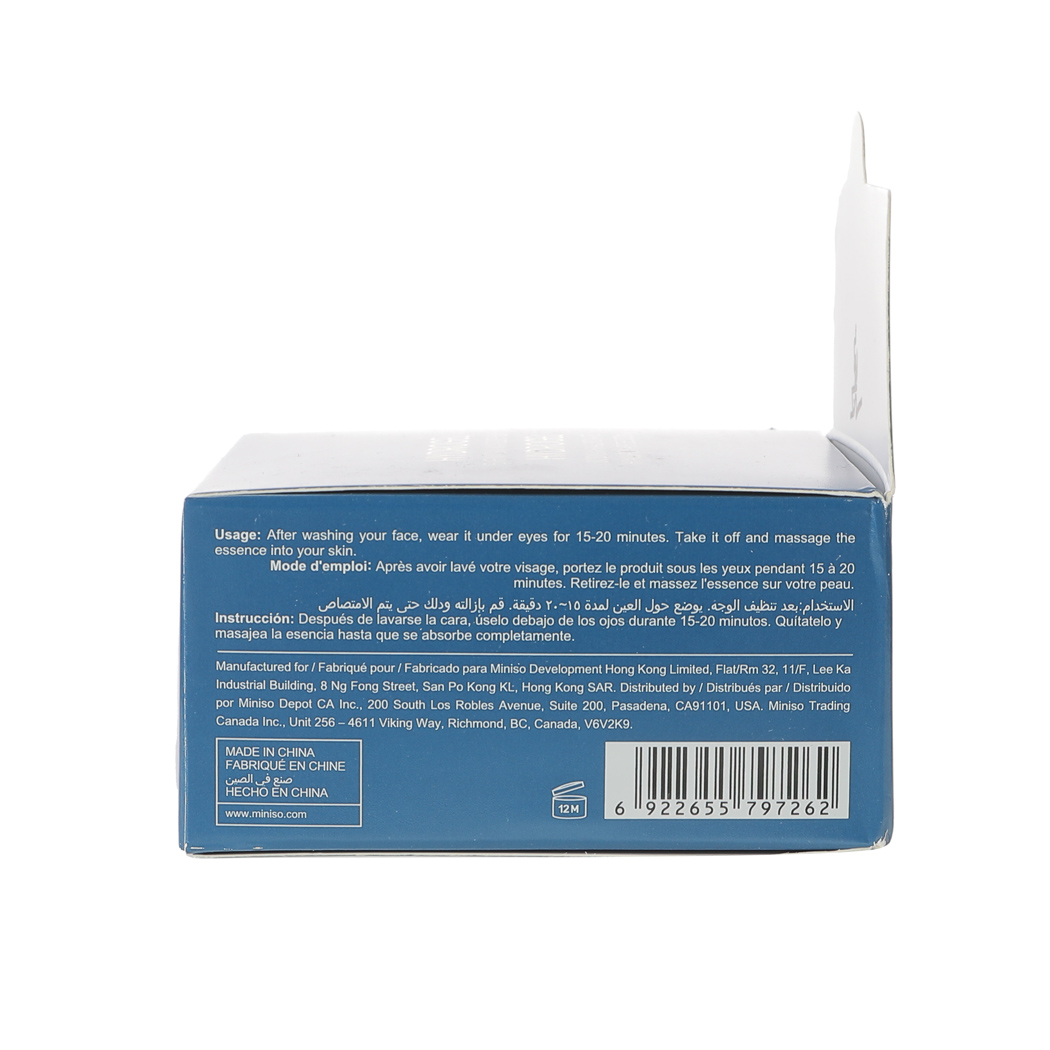 Usage: After washing your face, wear it under eyes for 15-20 minutes. Take it off and massage the
essence into your skin.
Mode d'emploi: Après avoir lavé votre visage, portez le produit sous les yeux pendant 15 à 20
minutes. Retirez-le et massez l'essence sur votre peau.
الاستخدام:بعد تنظيف الوجة. يوضع حول العين لمدة ١٥~٢٠ دقيقة. قم بإزالته ودلك حتى يتم الامتصاص
Instrucción: Después de lavarse la cara, úselo debajo de los ojos durante 15-20 minutos. Quítatelo y
masajea la esencia hasta que se absorbe completamente.
Manufactured for / Fabriqué pour / Fabricado para Miniso Development Hong Kong Limited, Flat/Rm 32, 11/F, Lee Ka
Industrial Building, 8 Ng Fong Street, San Po Kong KL, Hong Kong SAR. Distributed by / Distribués par / Distribuido
por Miniso Depot CA Inc., 200 South Los Robles Avenue, Suite 200, Pasadena, CA91101, USA. Miniso Trading
Canada Inc., Unit 256 – 4611 Viking Way, Richmond, BC, Canada, V6V2K9.
MADE IN CHINA
FABRIQUÉ EN CHINE
صنع في الصين
HECHO EN CHINA
www.miniso.com
12M
6 922655 797262